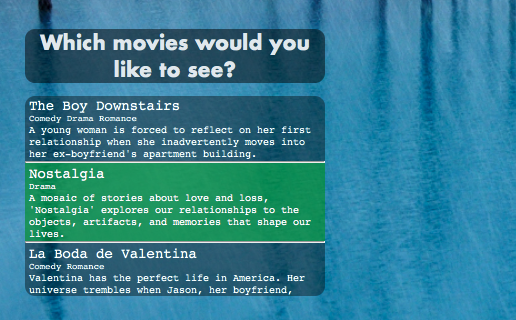 Which movies would you
like to see?
The Boy Downstairs
Comedy Drama Romance
A young woman is forced to reflect on her first
relationship when she inadvertently moves into
her ex-boyfriend's apartment building.
Nostalgia
Drama
A mosaic of stories about love and loss,
'Nostalgia' explores our relationships to the
objects, artifacts, and memories that shape our
lives.
La Boda de Valentina
Comedy Romance
Valentina has the perfect life in America. Her
universe trembles when Jason, her boyfriend,